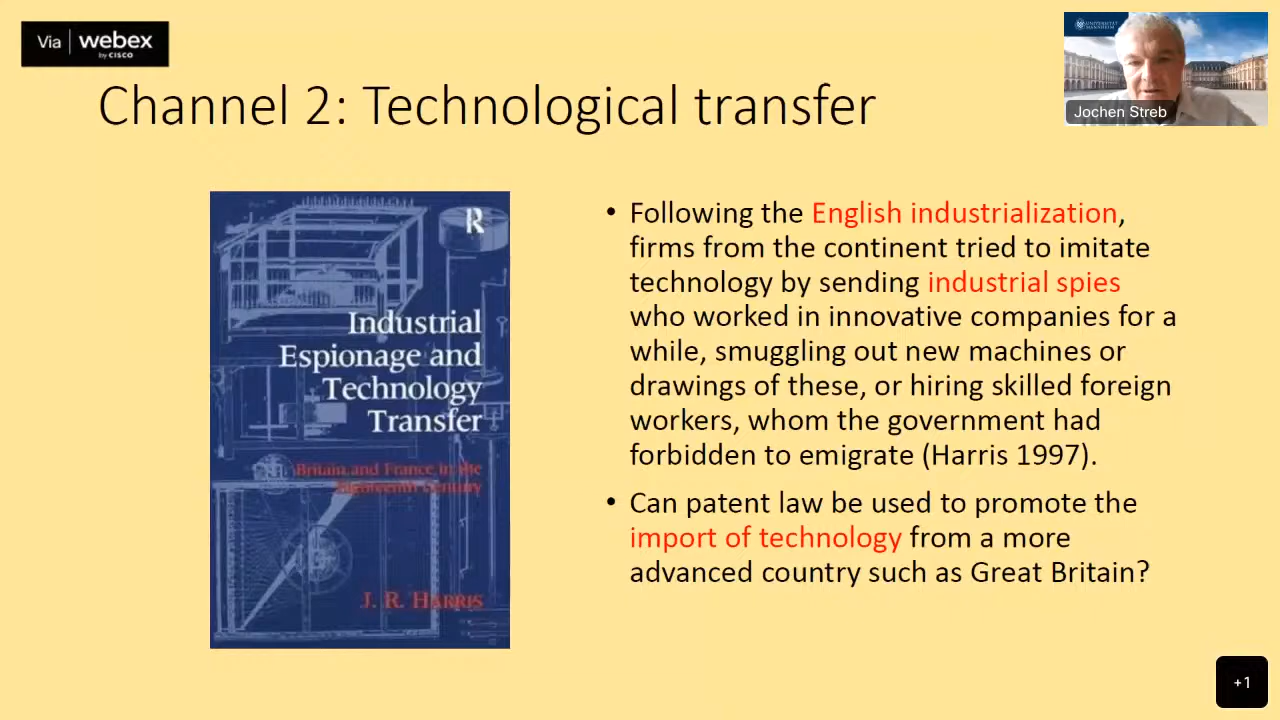 Via | webex
by CISCO
Channel 2: Technological transfer
UNIVERSITÄT
MANNHEIM
Jochen Streb
R
Industrial
Espionage and
Technology
Transfer
Britain and France in the
Eighteenth Century
J. R. HARRIS
• Following the English industrialization,
firms from the continent tried to imitate
technology by sending industrial spies
who worked in innovative companies for a
while, smuggling out new machines or
drawings of these, or hiring skilled foreign
workers, whom the government had
forbidden to emigrate (Harris 1997).
• Can patent law be used to promote the
import of technology from a more
advanced country such as Great Britain?
+1